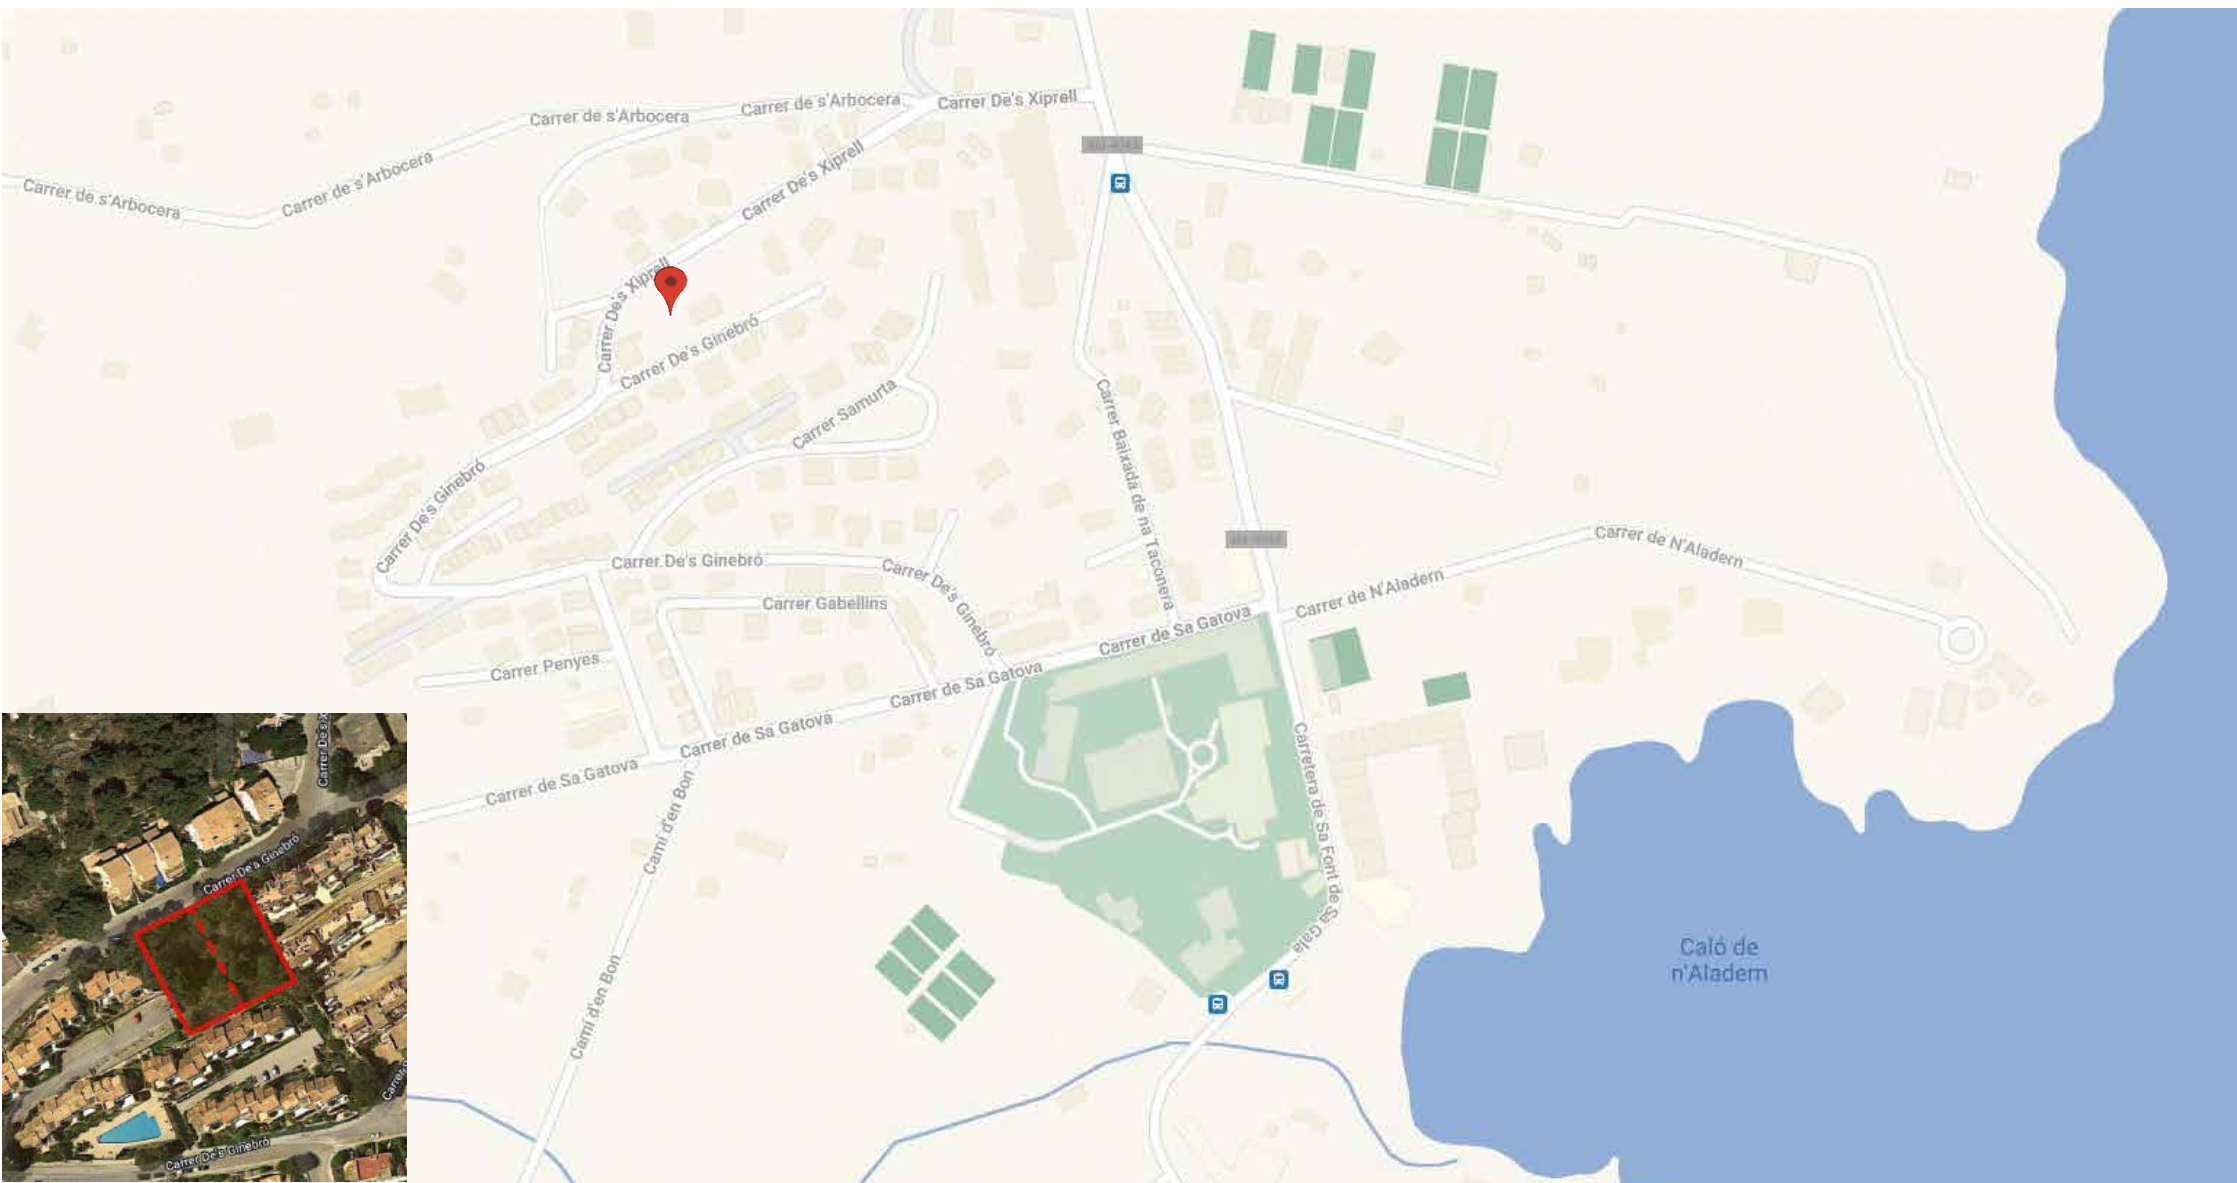 Carrer de s'Arbocera
Carrer De's Xiprell
Carrer de s'Arbocera
Carrer de s'Arbocera
Carrer De's Xiprell
Carrer de s'Arbocera
Carrer De's Xiprell
Carrer De's Ginebró
Carrer Samurta
Carrer Baixada de na Taconera
Carrer De's Ginebró
Carrer de N'Aladern
Carrer De's Ginebró
Carrer De's Ginebró
Carrer de N'Aladern
Carrer Gabellins
Carrer de Sa Gatova
Carrer Penyes
Carrer de Sa Gatova
Carrer de Sa Gatova
Carrer de Sa Gatova
Carretera de Sa Font de Sa Gala
Camí d'en Bon
Camí d'en Bon
Caló de
n'Aladern
Carrer De's X
Carrer De's Ginebró
Carrer
Carrer De's Ginebró